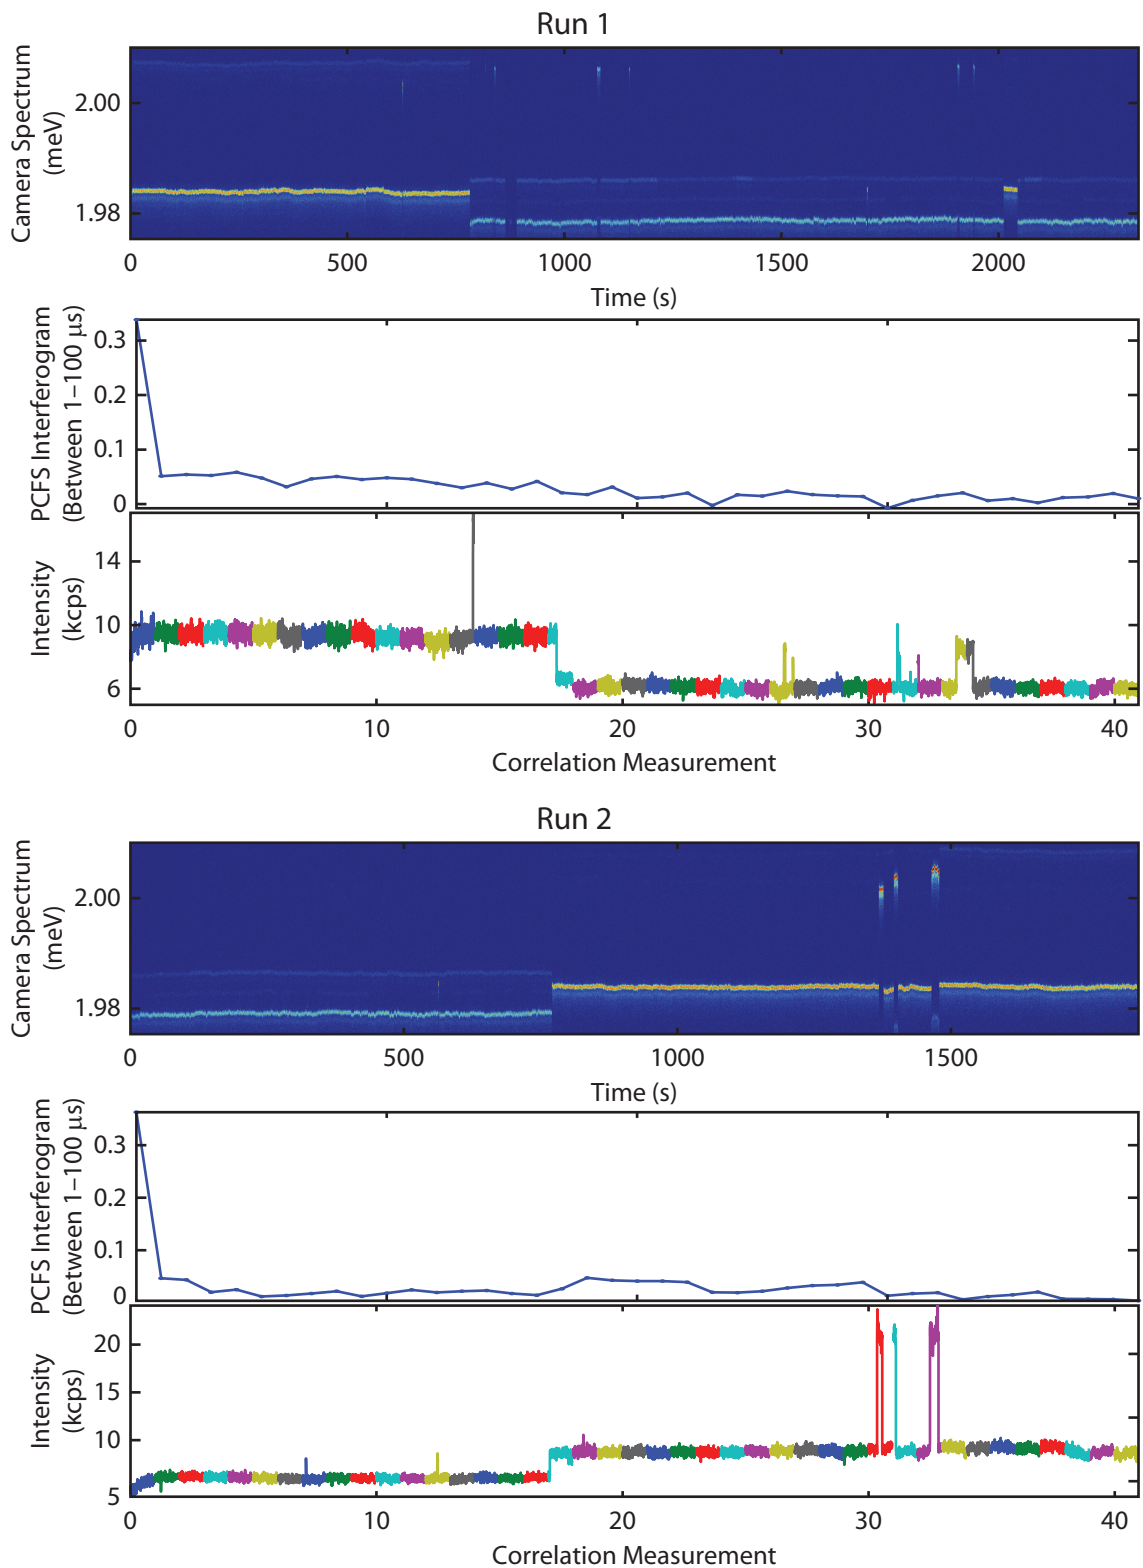 Run 1
Camera Spectrum
(meV)
2.00
1.98
0 500 1000 1500 2000
Time (s)
PCFS Interferogram
(Between 1–100 μs)
0.3
0.2
0.1
0
Intensity
(kcps)
14
10
6
0 10 20 30 40
Correlation Measurement
Run 2
Camera Spectrum
(meV)
2.00
1.98
0 500 1000 1500
Time (s)
PCFS Interferogram
(Between 1–100 μs)
0.3
0.2
0.1
0
Intensity
(kcps)
20
15
10
5
0 10 20 30 40
Correlation Measurement